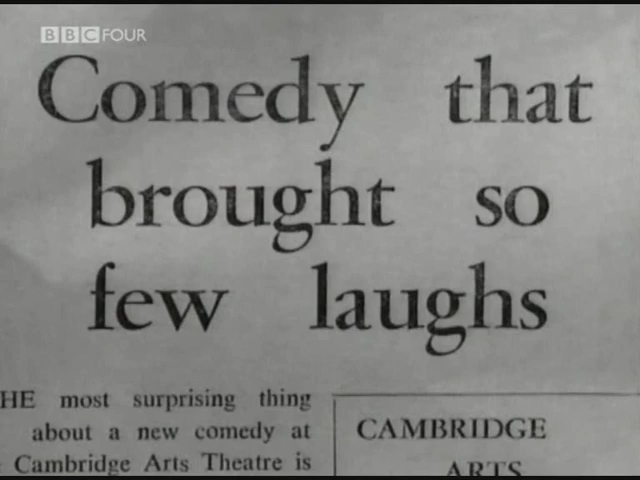 BBC FOUR
Comedy that
brought so
few laughs
HE most surprising thing
about a new comedy at
Cambridge Arts Theatre is
CAMBRIDGE
ARTS